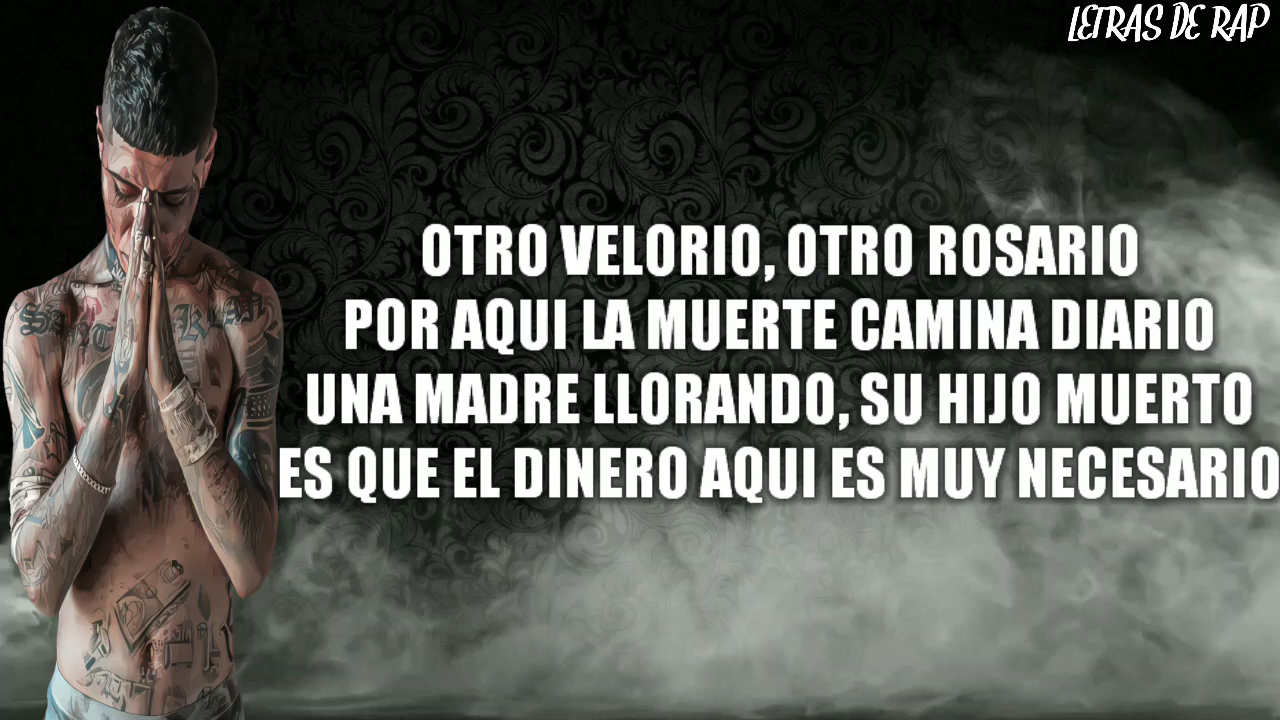 LETRAS DE RAP
OTRO VELORIO, OTRO ROSARIO
POR AQUI LA MUERTE CAMINA DIARIO
UNA MADRE LLORANDO, SU HIJO MUERTO
ES QUE EL DINERO AQUI ES MUY NECESARIO